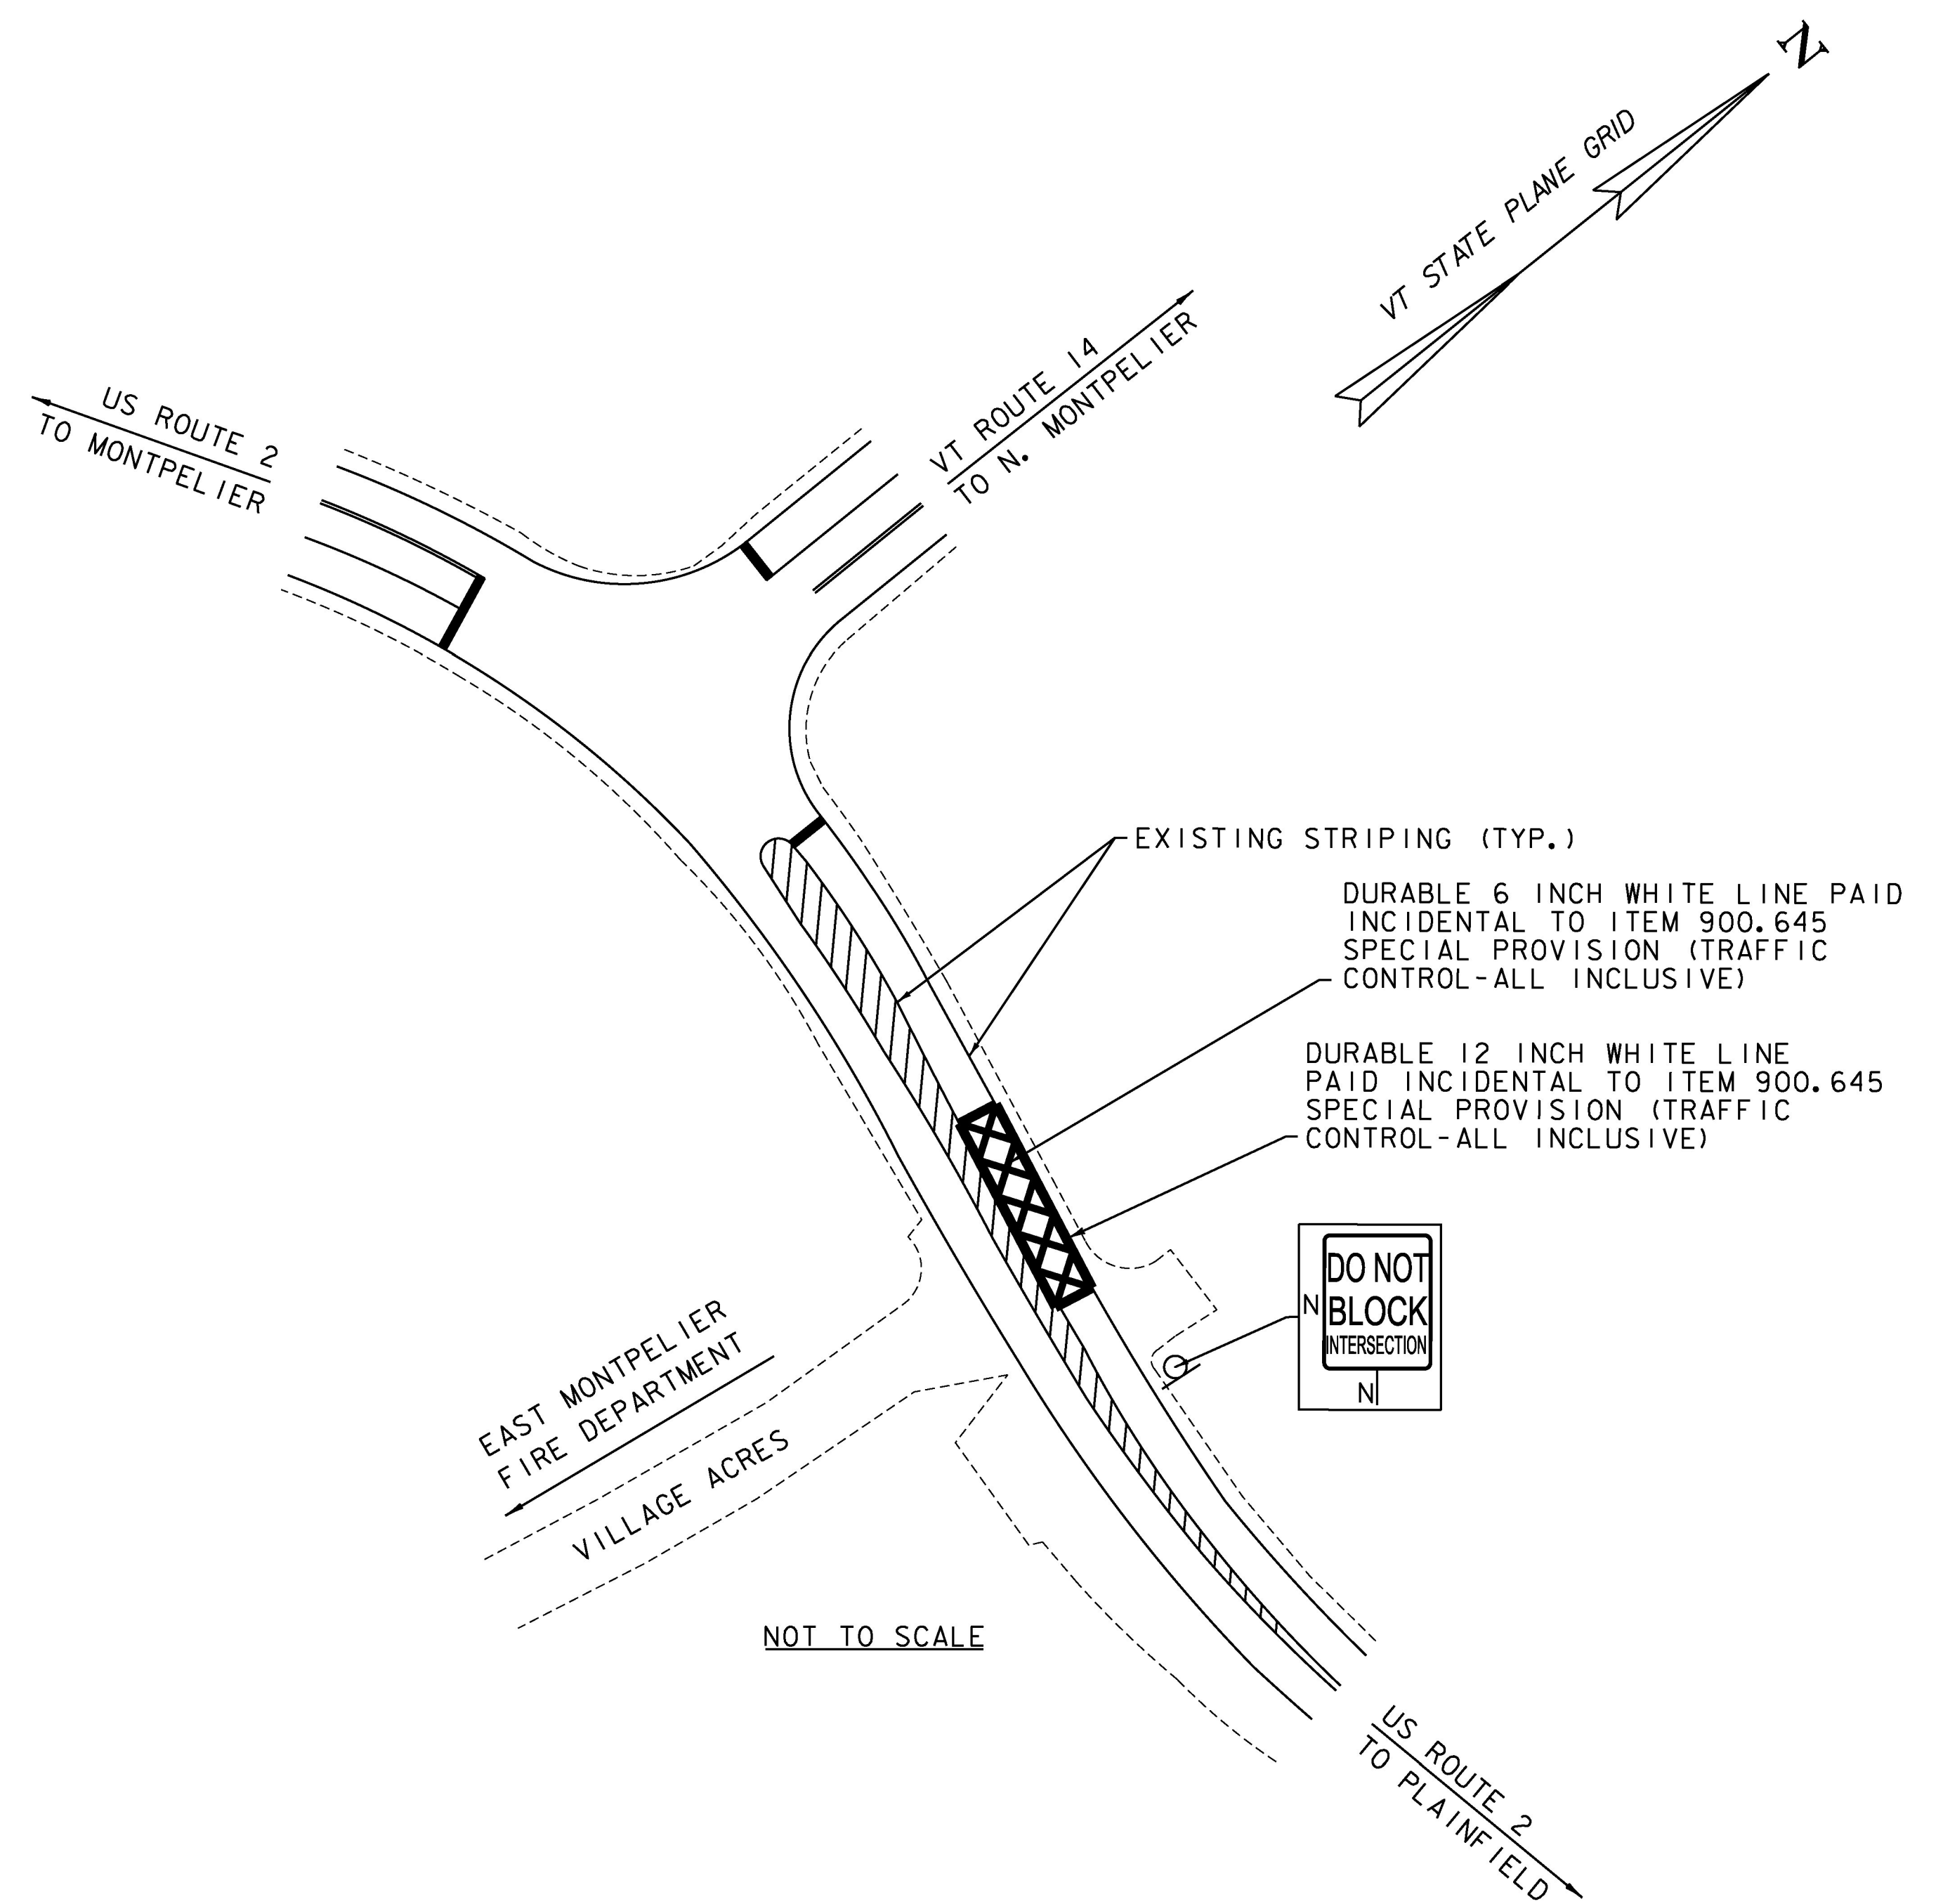 N
VT STATE PLANE GRID
US ROUTE 2
TO MONTPELIER
VT ROUTE 14
TO N. MONTPELIER
EXISTING STRIPING (TYP.)
DURABLE 6 INCH WHITE LINE PAID
INCIDENTAL TO ITEM 900.645
SPECIAL PROVISION (TRAFFIC
CONTROL-ALL INCLUSIVE)
DURABLE 12 INCH WHITE LINE
PAID INCIDENTAL TO ITEM 900.645
SPECIAL PROVISION (TRAFFIC
CONTROL-ALL INCLUSIVE)
DO NOT
N BLOCK
INTERSECTION
N
EAST MONTPELIER
FIRE DEPARTMENT
VILLAGE ACRES
NOT TO SCALE
US ROUTE 2
TO PLAINFIELD